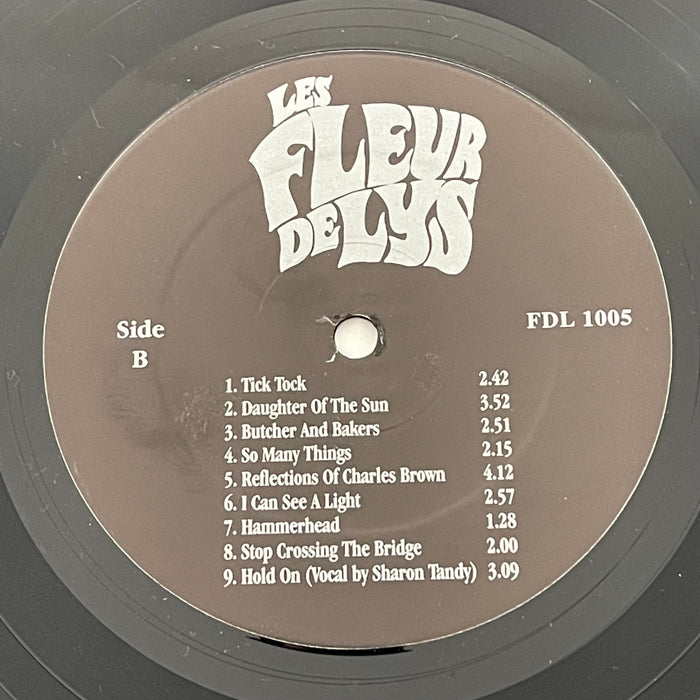 LES
FLEUR
DE LYS
Side
B
FDL 1005
1. Tick Tock 2.42
2. Daughter Of The Sun 3.52
3. Butcher And Bakers 2.51
4. So Many Things 2.15
5. Reflections Of Charles Brown 4.12
6. I Can See A Light 2.57
7. Hammerhead 1.28
8. Stop Crossing The Bridge 2.00
9. Hold On (Vocal by Sharon Tandy) 3.09